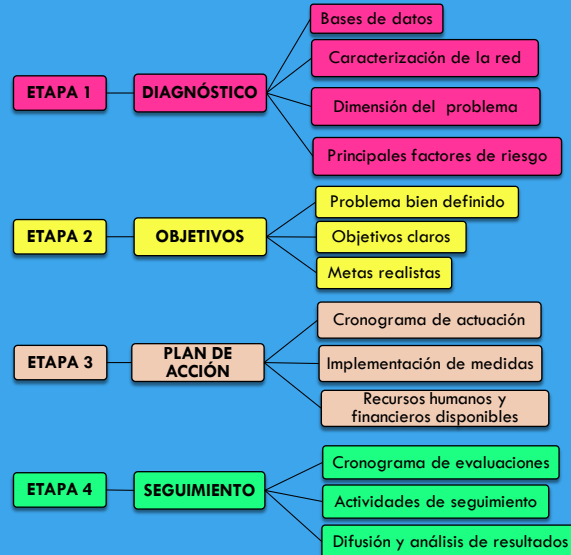 ETAPA 1
DIAGNÓSTICO
Bases de datos
Caracterización de la red
Dimensión del problema
Principales factores de riesgo
ETAPA 2
OBJETIVOS
Problema bien definido
Objetivos claros
Metas realistas
ETAPA 3
PLAN DE
ACCIÓN
Cronograma de actuación
Implementación de medidas
Recursos humanos y
financieros disponibles
ETAPA 4
SEGUIMIENTO
Cronograma de evaluaciones
Actividades de seguimiento
Difusión y análisis de resultados